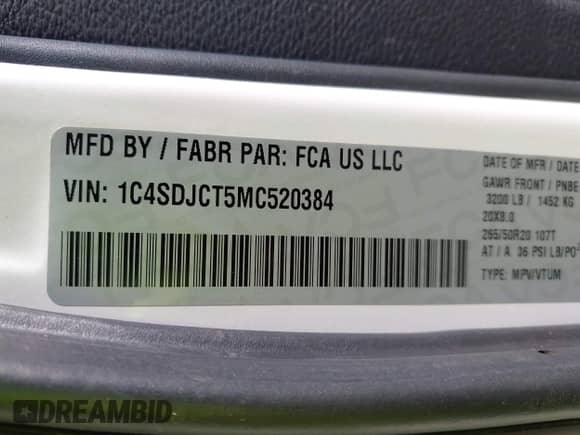 MFD BY / FABR PAR: FCA US LLC
VIN: 1C4SDJCT5MC520384
DATE OF MFR / DATE
GAWR FRONT / PNBE
3200 LB / 1452 KG
20X8.0
265/50R20 107T
AT / A 36 PSI LB/PO
TYPE: MPV/VTUM
DREAMBID